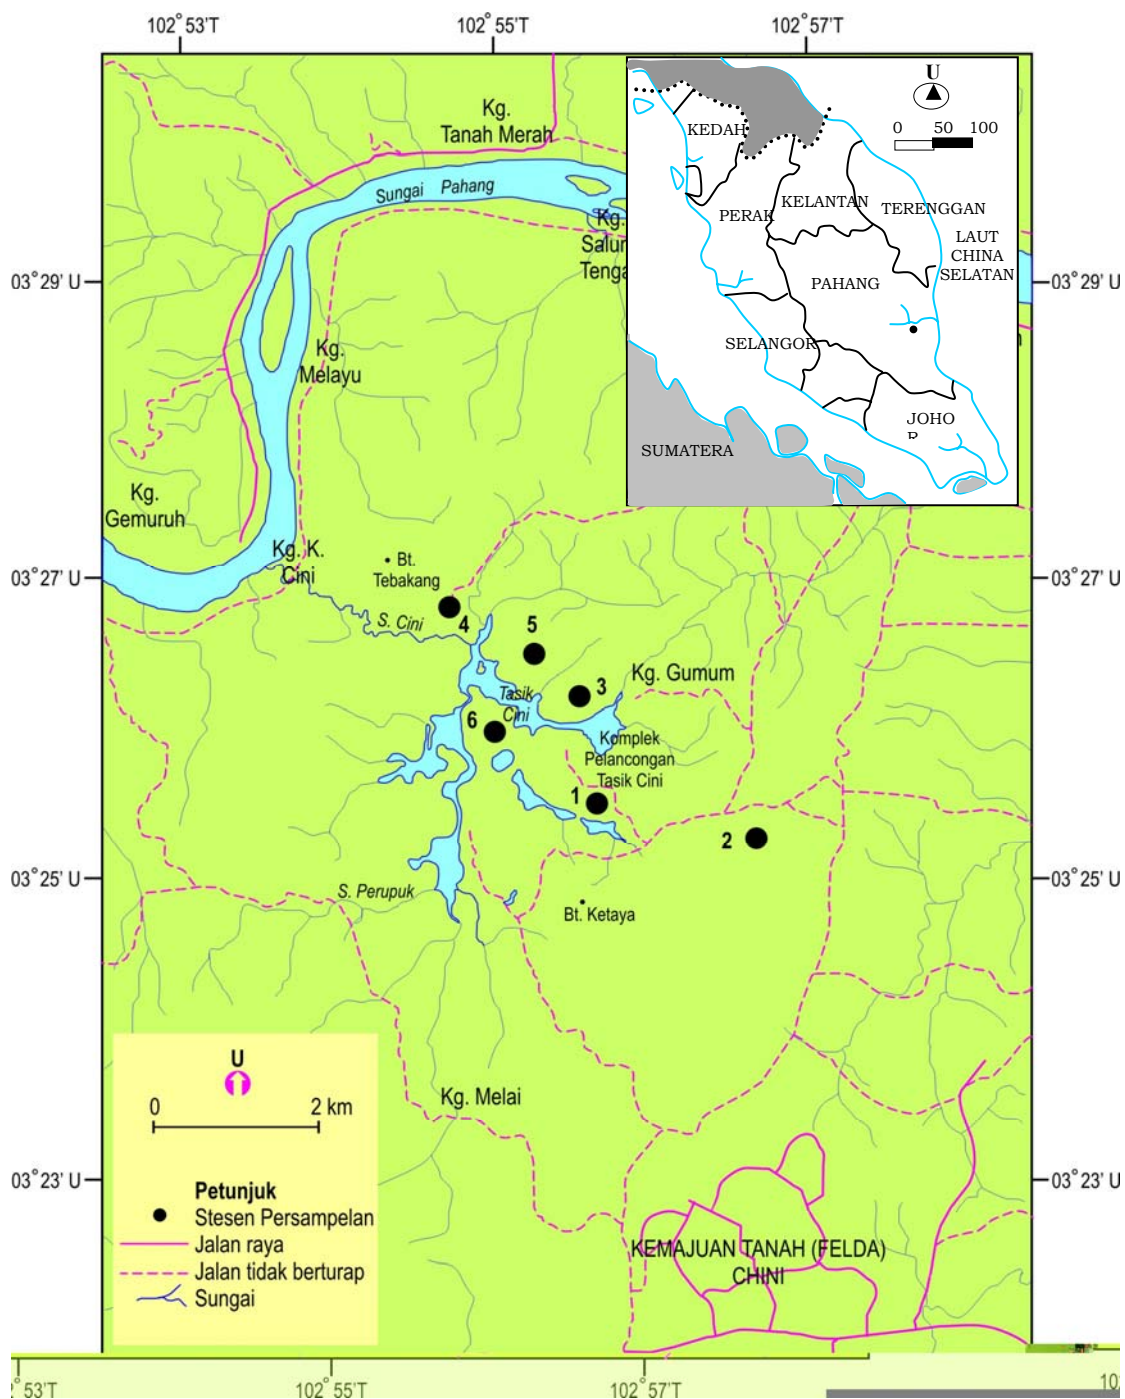 102°53'T 102°55'T 102°57'T
Kg.
Tanah Merah
Sungai Pahang
Kg.
Salun
Tenga
03°29' U
03°29' U
Kg.
Melayu
Kg.
Gemuruh
Kg. K.
Cini
Bt.
Tebakang
03°27' U
03°27' U
S. Cini
4
5
3
Kg. Gumum
Tasik
Cini
6
Komplek
Pelancongan
Tasik Cini
1
2
03°25' U
03°25' U
S. Perupuk
Bt. Ketaya
Kg. Melai
03°23' U
03°23' U
KEMAJUAN TANAH (FELDA)
CHINI
U
0 50 100
KEDAH
PERAK
KELANTAN
TERENGGAN
LAUT
CHINA
SELATAN
PAHANG
SELANGOR
JOHO
R
SUMATERA
U
0 2 km
Petunjuk
Stesen Persampelan
Jalan raya
Jalan tidak berturap
Sungai
°53'T 102°55'T 102°57'T 10